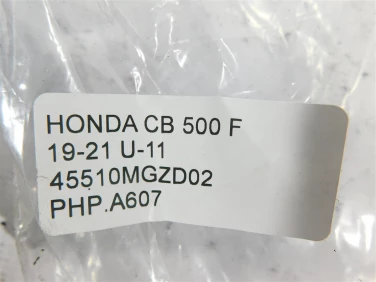 HONDA CB 500 F
19-21 U-11
45510MGZD02
PHP.A607